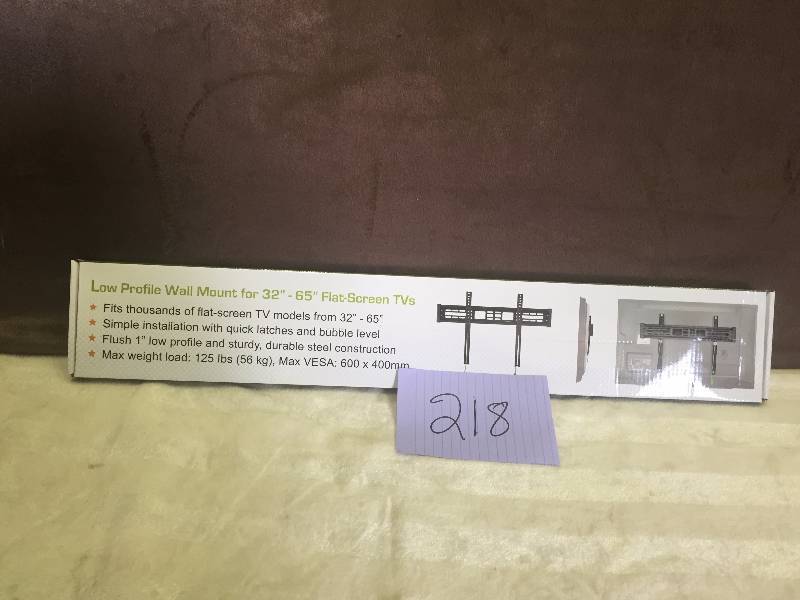 Low Profile Wall Mount for 32" - 65" Flat-Screen TVs
★ Fits thousands of flat-screen TV models from 32" - 65"
★ Simple installation with quick latches and bubble level
★ Flush 1" low profile and sturdy, durable steel construction
★ Max weight load: 125 lbs (56 kg), Max VESA: 600 x 400mm
218